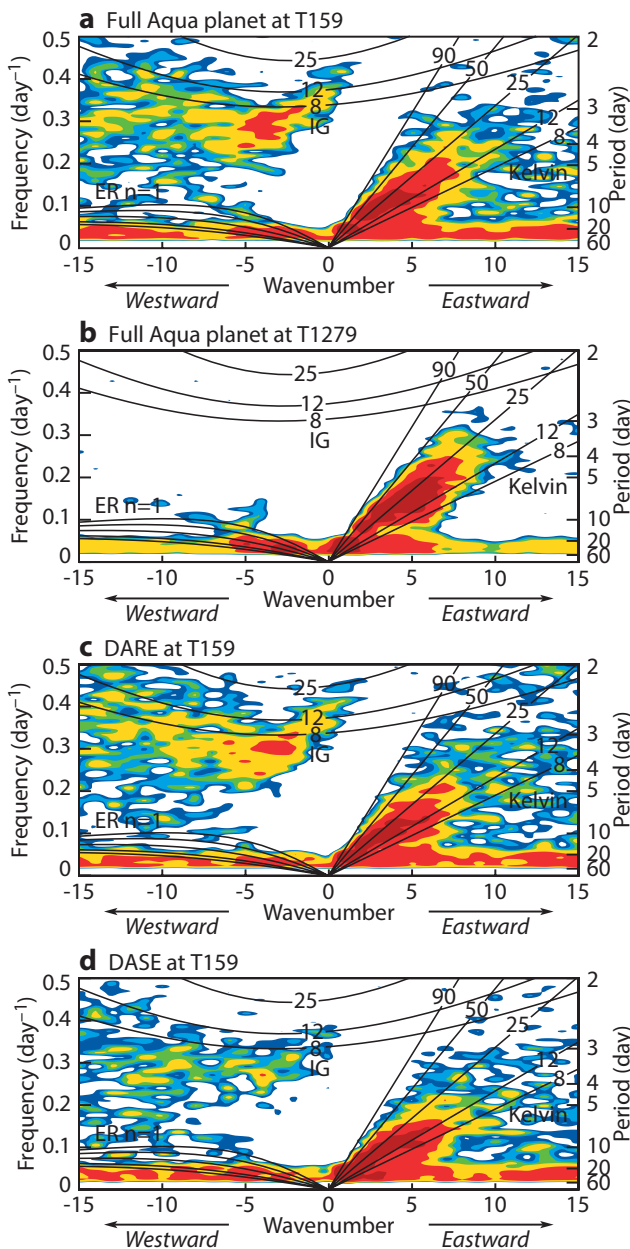 a Full Aqua planet at T159
Frequency (day⁻¹)
0.5
0.4
0.3
0.2
0.1
0
25
12
8
IG
90
50
25
12
8
ER n=1
Kelvin
2
3
4
5
10
20
60
Period (day)
-15 -10 -5 0 5 10 15
Wavenumber
Westward Eastward
b Full Aqua planet at T1279
Frequency (day⁻¹)
0.5
0.4
0.3
0.2
0.1
0
25
12
8
IG
90
50
25
12
8
ER n=1
Kelvin
2
3
4
5
10
20
60
Period (day)
-15 -10 -5 0 5 10 15
Wavenumber
Westward Eastward
c DARE at T159
Frequency (day⁻¹)
0.5
0.4
0.3
0.2
0.1
0
25
12
8
IG
90
50
25
12
8
ER n=1
Kelvin
2
3
4
5
10
20
60
Period (day)
-15 -10 -5 0 5 10 15
Wavenumber
Westward Eastward
d DASE at T159
Frequency (day⁻¹)
0.5
0.4
0.3
0.2
0.1
0
25
12
8
IG
90
50
25
12
8
ER n=1
Kelvin
2
3
4
5
10
20
60
Period (day)
-15 -10 -5 0 5 10 15
Wavenumber
Westward Eastward